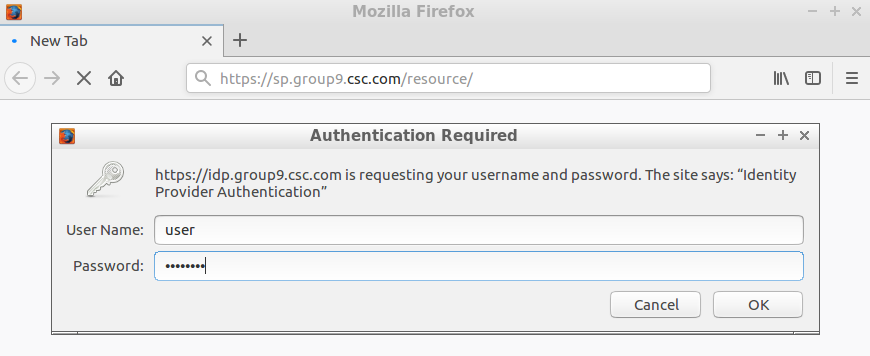 Mozilla Firefox
New Tab
https://sp.group9.csc.com/resource/
Authentication Required
https://idp.group9.csc.com is requesting your username and password. The site says: “Identity
Provider Authentication”
User Name: user
Password: ••••••••
Cancel OK